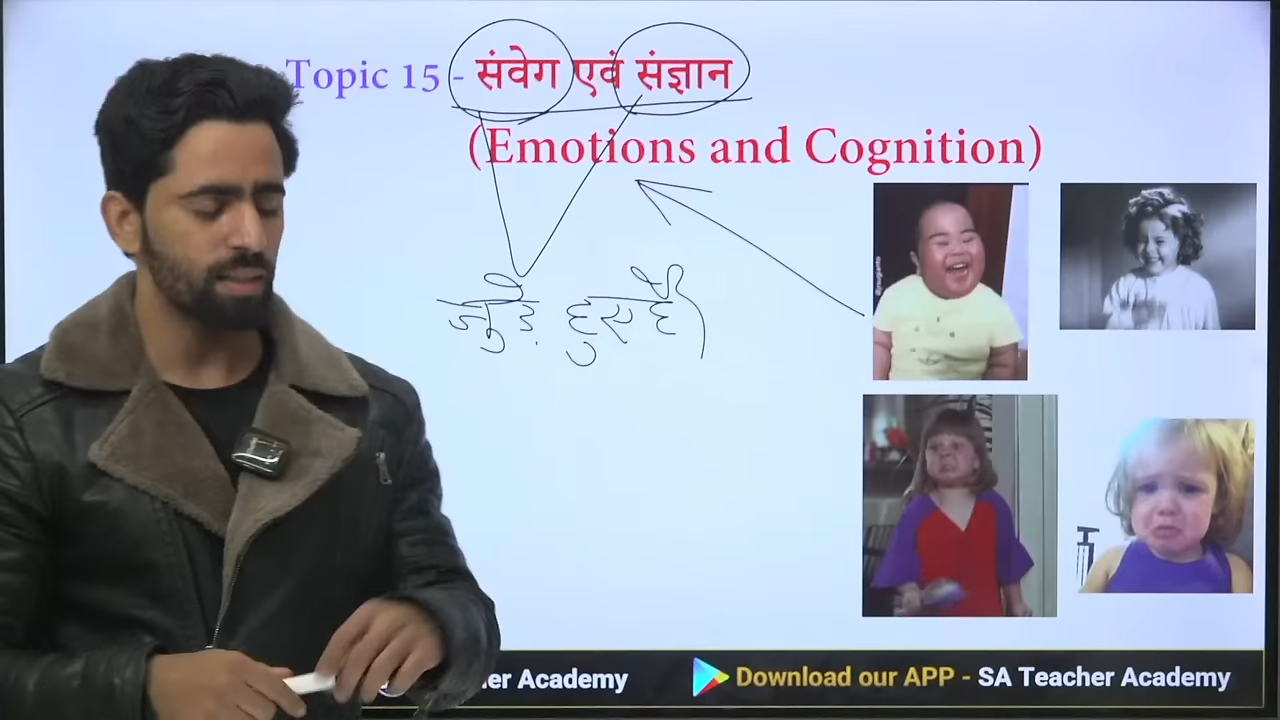 Topic 15 - संवेग एवं संज्ञान
(Emotions and Cognition)
जुड़े हुए है।
er Academy
Download our APP - SA Teacher Academy